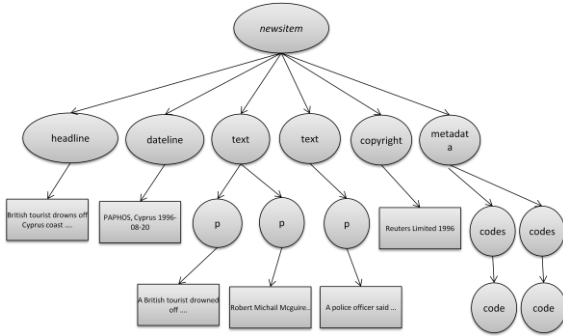 newsitem
headline
dateline
text
text
copyright
metadat
a
British tourist drowns off
Cyprus coast ....
PAPHOS, Cyprus 1996-
08-20
p
p
p
Reuters Limited 1996
codes
codes
A British tourist drowned
off ....
Robert Michail Mcguire...
A police officer said ...
code
code